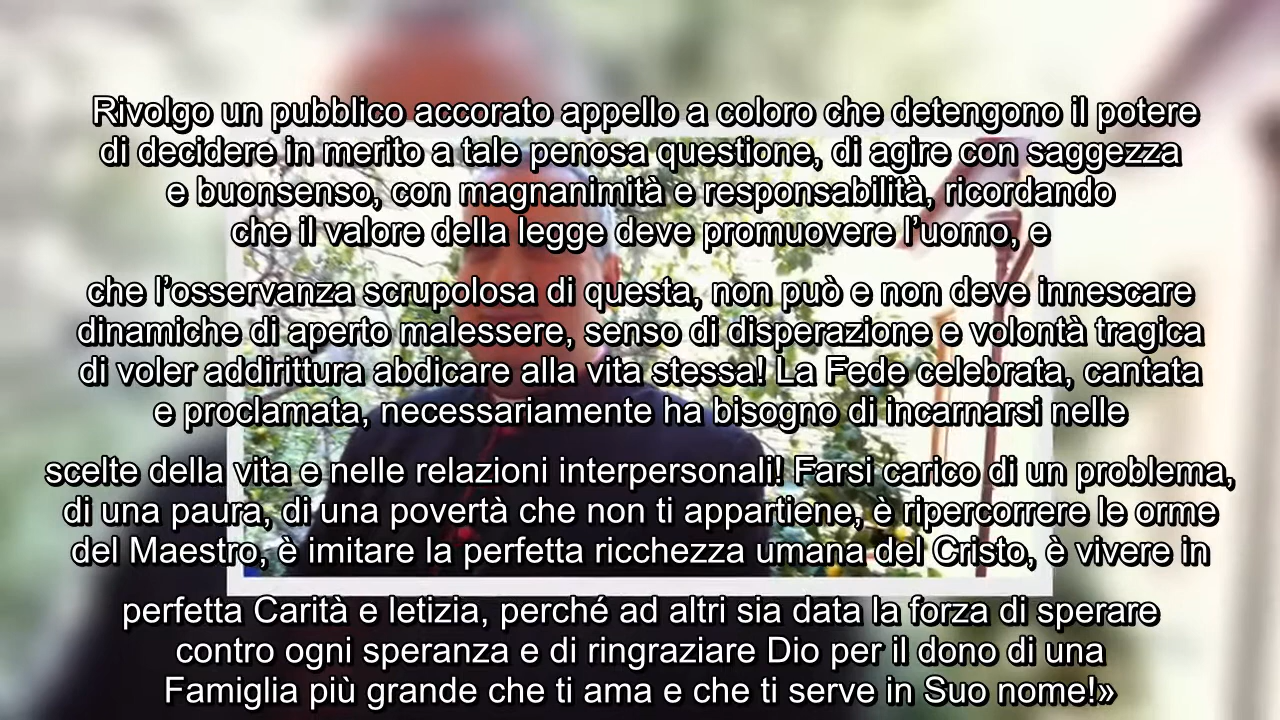 Rivolgo un pubblico accorato appello a coloro che detengono il potere
di decidere in merito a tale penosa questione, di agire con saggezza
e buonsenso, con magnanimità e responsabilità, ricordando
che il valore della legge deve promuovere l’uomo, e
che l’osservanza scrupolosa di questa, non può e non deve innescare
dinamiche di aperto malessere, senso di disperazione e volontà tragica
di voler addirittura abdicare alla vita stessa! La Fede celebrata, cantata
e proclamata, necessariamente ha bisogno di incarnarsi nelle
scelte della vita e nelle relazioni interpersonali! Farsi carico di un problema,
di una paura, di una povertà che non ti appartiene, è ripercorrere le orme
del Maestro, è imitare la perfetta ricchezza umana del Cristo, è vivere in
perfetta Carità e letizia, perché ad altri sia data la forza di sperare
contro ogni speranza e di ringraziare Dio per il dono di una
Famiglia più grande che ti ama e che ti serve in Suo nome!»